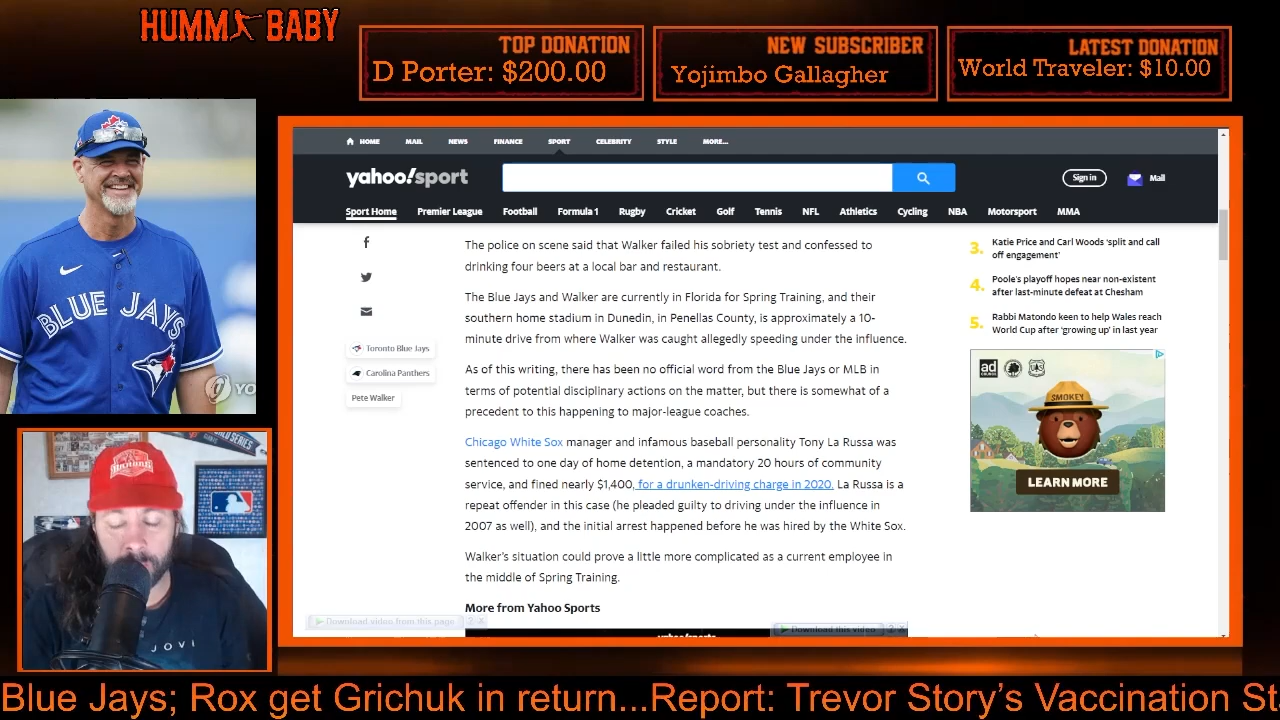 HUMM BABY
TOP DONATION
D Porter: $200.00
NEW SUBSCRIBER
Yojimbo Gallagher
LATEST DONATION
World Traveler: $10.00
HOME MAIL NEWS FINANCE SPORT CELEBRITY STYLE MORE...
yahoo!sport
Sign in Mail
Sport Home Premier League Football Formula 1 Rugby Cricket Golf Tennis NFL Athletics Cycling NBA Motorsport MMA
The police on scene said that Walker failed his sobriety test and confessed to
drinking four beers at a local bar and restaurant.
The Blue Jays and Walker are currently in Florida for Spring Training, and their
southern home stadium in Dunedin, in Penellas County, is approximately a 10-
minute drive from where Walker was caught allegedly speeding under the influence.
As of this writing, there has been no official word from the Blue Jays or MLB in
terms of potential disciplinary actions on the matter, but there is somewhat of a
precedent to this happening to major-league coaches.
Chicago White Sox manager and infamous baseball personality Tony La Russa was
sentenced to one day of home detention, a mandatory 20 hours of community
service, and fined nearly $1,400, for a drunken-driving charge in 2020. La Russa is a
repeat offender in this case (he pleaded guilty to driving under the influence in
2007 as well), and the initial arrest happened before he was hired by the White Sox.
Walker's situation could prove a little more complicated as a current employee in
the middle of Spring Training.
More from Yahoo Sports
yahoo/sports
Download video from this page ? X
Download this video ? X
Toronto Blue Jays
Carolina Panthers
Pete Walker
3. Katie Price and Carl Woods 'split and call
off engagement'
4. Poole's playoff hopes near non-existent
after last-minute defeat at Chesham
5. Rabbi Matondo keen to help Wales reach
World Cup after 'growing up' in last year
ad
SMOKEY
LEARN MORE
BLUE JAYS
YO
WORLD SERIES
JOVI
Blue Jays; Rox get Grichuk in return...Report: Trevor Story's Vaccination St